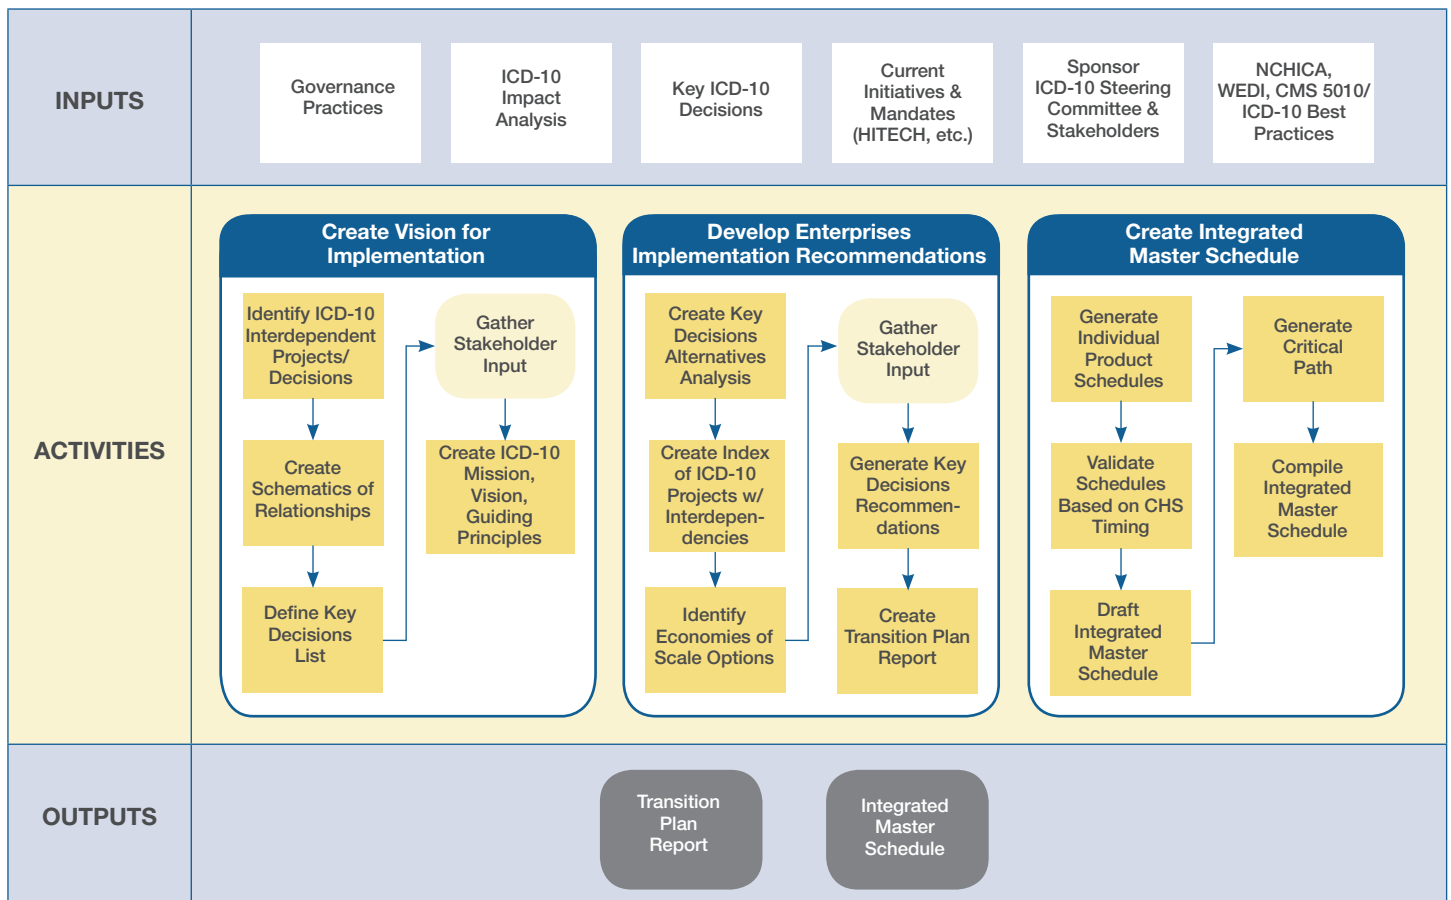 INPUTS
Governance
Practices
ICD-10
Impact
Analysis
Key ICD-10
Decisions
Current
Initiatives &
Mandates
(HITECH, etc.)
Sponsor
ICD-10 Steering
Committee &
Stakeholders
NCHICA,
WEDI, CMS 5010/
ICD-10 Best
Practices
ACTIVITIES
Create Vision for
Implementation
Identify ICD-10
Interdependent
Projects/
Decisions
Create
Schematics of
Relationships
Define Key
Decisions
List
Gather
Stakeholder
Input
Create ICD-10
Mission,
Vision,
Guiding
Principles
Develop Enterprises
Implementation Recommendations
Create Key
Decisions
Alternatives
Analysis
Create Index
of ICD-10
Projects w/
Interdepen-
dencies
Identify
Economies of
Scale Options
Gather
Stakeholder
Input
Generate Key
Decisions
Recommen-
dations
Create
Transition Plan
Report
Create Integrated
Master Schedule
Generate
Individual
Product
Schedules
Validate
Schedules
Based on CHS
Timing
Draft
Integrated
Master
Schedule
Generate
Critical
Path
Compile
Integrated
Master
Schedule
OUTPUTS
Transition
Plan
Report
Integrated
Master
Schedule